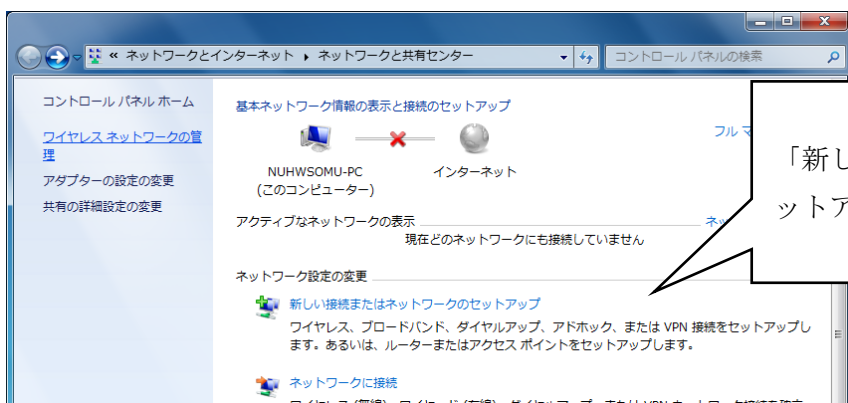 « ネットワークとインターネット ▸ ネットワークと共有センター
コントロール パネルの検索
コントロール パネル ホーム
ワイヤレス ネットワークの管
理
アダプターの設定の変更
共有の詳細設定の変更
基本ネットワーク情報の表示と接続のセットアップ
フル マ
NUHWSOMU-PC
(このコンピューター)
インターネット
アクティブなネットワークの表示
現在どのネットワークにも接続していません
ネットワーク設定の変更
新しい接続またはネットワークのセットアップ
ワイヤレス、ブロードバンド、ダイヤルアップ、アドホック、または VPN 接続をセットアップし
ます。あるいは、ルーターまたはアクセス ポイントをセットアップします。
ネットワークに接続
「新し
ットア